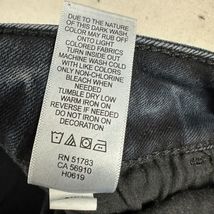 DUE TO THE NATURE
OF THIS DARK WASH.
COLOR MAY RUB OFF
ONTO LIGHT
COLORED FABRICS
TURN INSIDE OUT
MACHINE WASH COLD
WITH LIKE COLORS
ONLY NON-CHLORINE
BLEACH WHEN
NEEDED
TUMBLE DRY LOW
WARM IRON ON
REVERSE IF NEEDED
DO NOT IRON ON
DECORATION
RN 51783
CA 56910
H0619